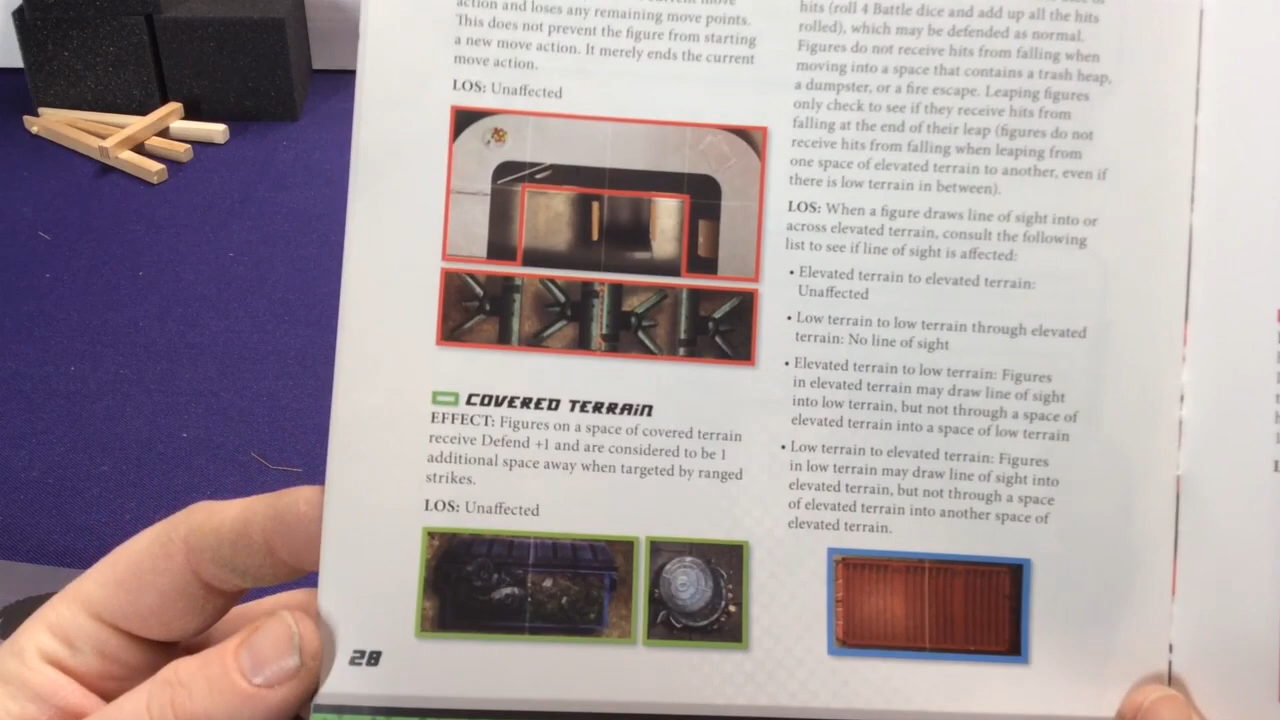 action and loses any remaining move points.
This does not prevent the figure from starting
a new move action. It merely ends the current
move action.
LOS: Unaffected
COVERED TERRAIN
EFFECT: Figures on a space of covered terrain
receive Defend +1 and are considered to be 1
additional space away when targeted by ranged
strikes.
LOS: Unaffected
28
hits (roll 4 Battle dice and add up all the hits
rolled), which may be defended as normal.
Figures do not receive hits from falling when
moving into a space that contains a trash heap,
a dumpster, or a fire escape. Leaping figures
only check to see if they receive hits from
falling at the end of their leap (figures do not
receive hits from falling when leaping from
one space of elevated terrain to another, even if
there is low terrain in between).
LOS: When a figure draws line of sight into or
across elevated terrain, consult the following
list to see if line of sight is affected:
• Elevated terrain to elevated terrain:
Unaffected
• Low terrain to low terrain through elevated
terrain: No line of sight
• Elevated terrain to low terrain: Figures
in elevated terrain may draw line of sight
into low terrain, but not through a space of
elevated terrain into a space of low terrain
• Low terrain to elevated terrain: Figures
in low terrain may draw line of sight into
elevated terrain, but not through a space
of elevated terrain into another space of
elevated terrain.